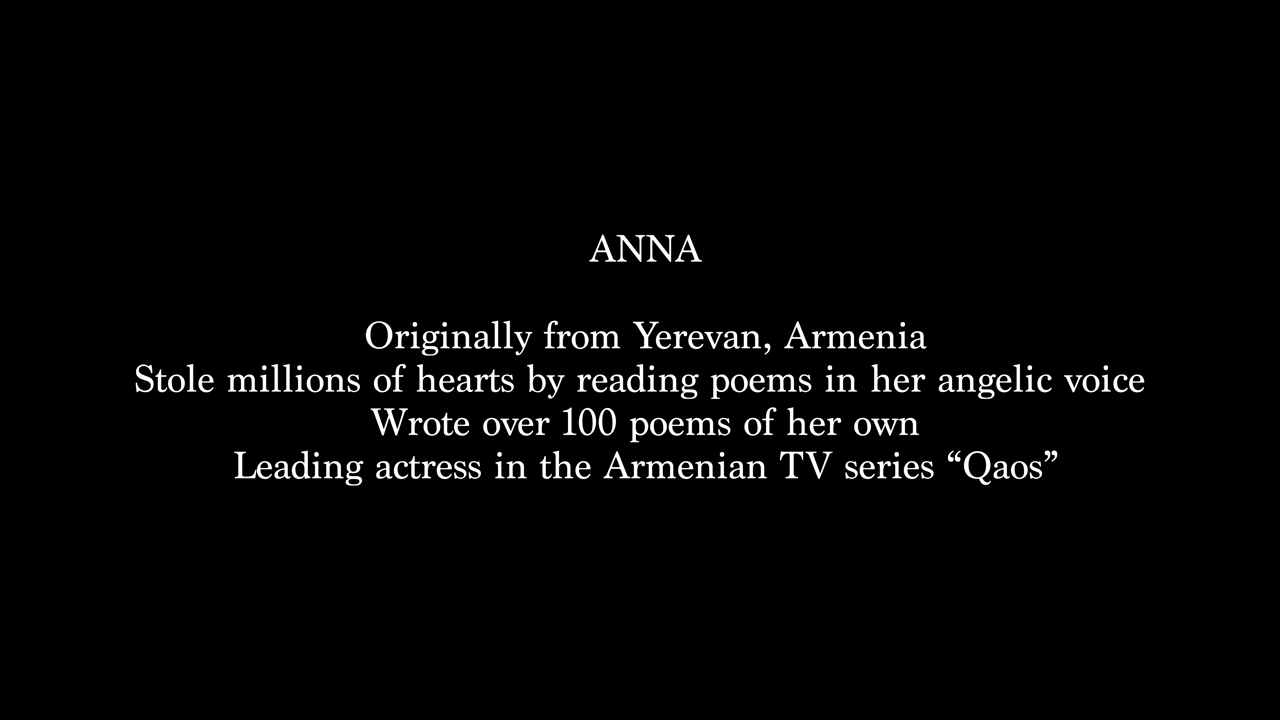 ANNA
Originally from Yerevan, Armenia
Stole millions of hearts by reading poems in her angelic voice
Wrote over 100 poems of her own
Leading actress in the Armenian TV series “Qaos”